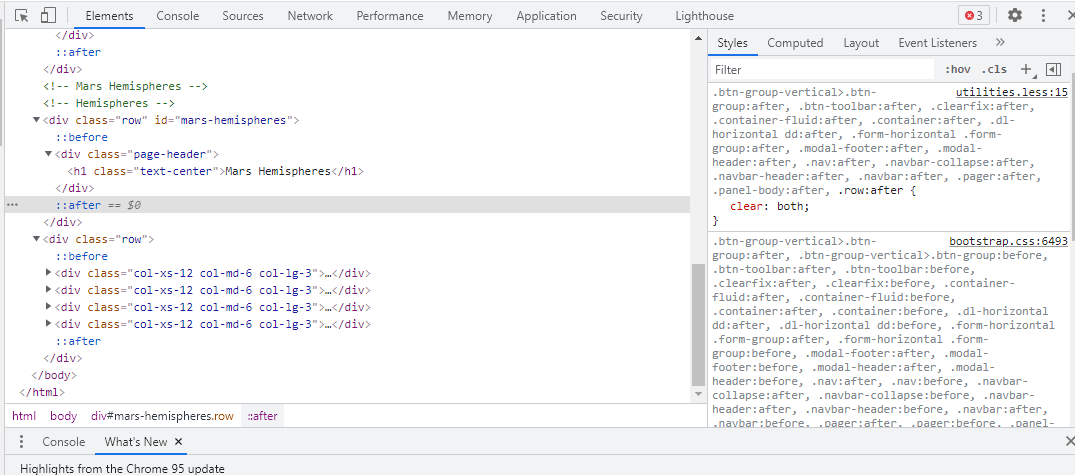 Elements Console Sources Network Performance Memory Application Security Lighthouse 3
</div>
::after
</div>
<!-- Mars Hemispheres -->
<!-- Hemispheres -->
<div class="row" id="mars-hemispheres">
::before
<div class="page-header">
<h1 class="text-center">Mars Hemispheres</h1>
</div>
… ::after == $0
</div>
<div class="row">
::before
<div class="col-xs-12 col-md-6 col-lg-3">…</div>
<div class="col-xs-12 col-md-6 col-lg-3">…</div>
<div class="col-xs-12 col-md-6 col-lg-3">…</div>
<div class="col-xs-12 col-md-6 col-lg-3">…</div>
::after
</div>
</body>
</html>
html body div#mars-hemispheres.row ::after
Styles Computed Layout Event Listeners »
Filter :hov .cls +
.btn-group-vertical>.btn- utilities.less:15
group:after, .btn-toolbar:after, .clearfix:after,
.container-fluid:after, .container:after, .dl-
horizontal dd:after, .form-horizontal .form-
group:after, .modal-footer:after, .modal-
header:after, .nav:after, .navbar-collapse:after,
.navbar-header:after, .navbar:after, .pager:after,
.panel-body:after, .row:after {
clear: both;
}
.btn-group-vertical>.btn- bootstrap.css:6493
group:after, .btn-group-vertical>.btn-group:before,
.btn-toolbar:after, .btn-toolbar:before,
.clearfix:after, .clearfix:before, .container-
fluid:after, .container-fluid:before,
.container:after, .container:before, .dl-horizontal
dd:after, .dl-horizontal dd:before, .form-horizontal
.form-group:after, .form-horizontal .form-
group:before, .modal-footer:after, .modal-
footer:before, .modal-header:after, .modal-
header:before, .nav:after, .nav:before, .navbar-
collapse:after, .navbar-collapse:before, .navbar-
header:after, .navbar-header:before, .navbar:after,
.navbar:before, .pager:after, .pager:before, .panel-
Console What's New ×
Highlights from the Chrome 95 update